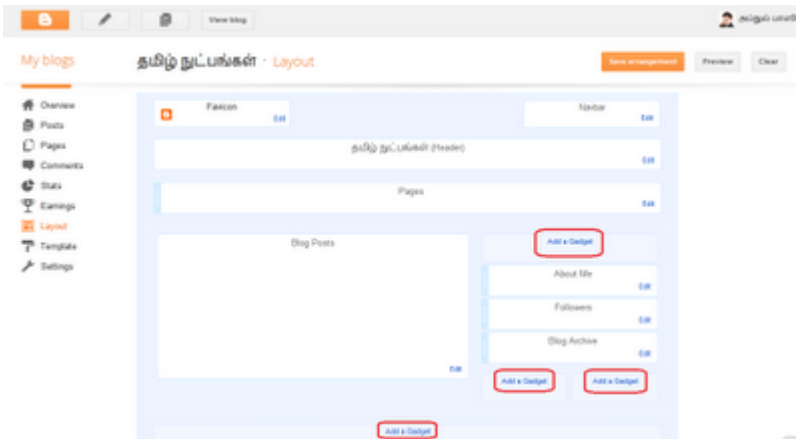 View blog
அப்துல் பாஸி
My blogs
தமிழ் நுட்பங்கள் · Layout
Save arrangement
Preview
Clear
Overview
Posts
Pages
Comments
Stats
Earnings
Layout
Template
Settings
Favicon
Edit
Navbar
Edit
தமிழ் நுட்பங்கள் (Header)
Edit
Pages
Edit
Blog Posts
Edit
Add a Gadget
About Me
Edit
Followers
Edit
Blog Archive
Edit
Add a Gadget
Add a Gadget
Add a Gadget